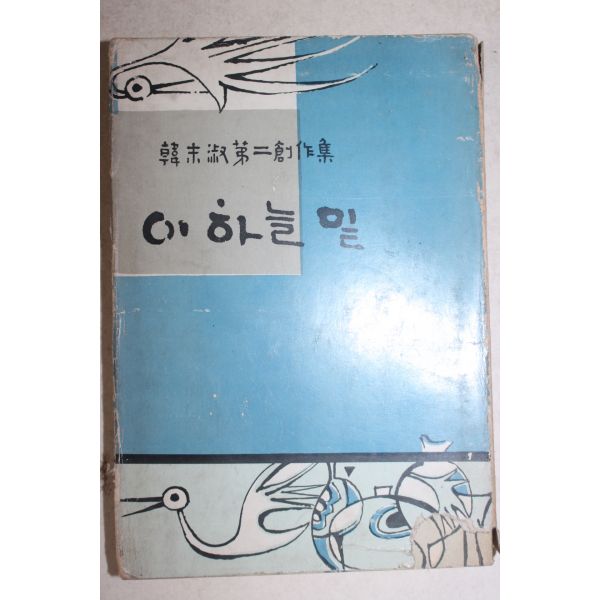 韓末淑第二創作集
이 하늘 밑